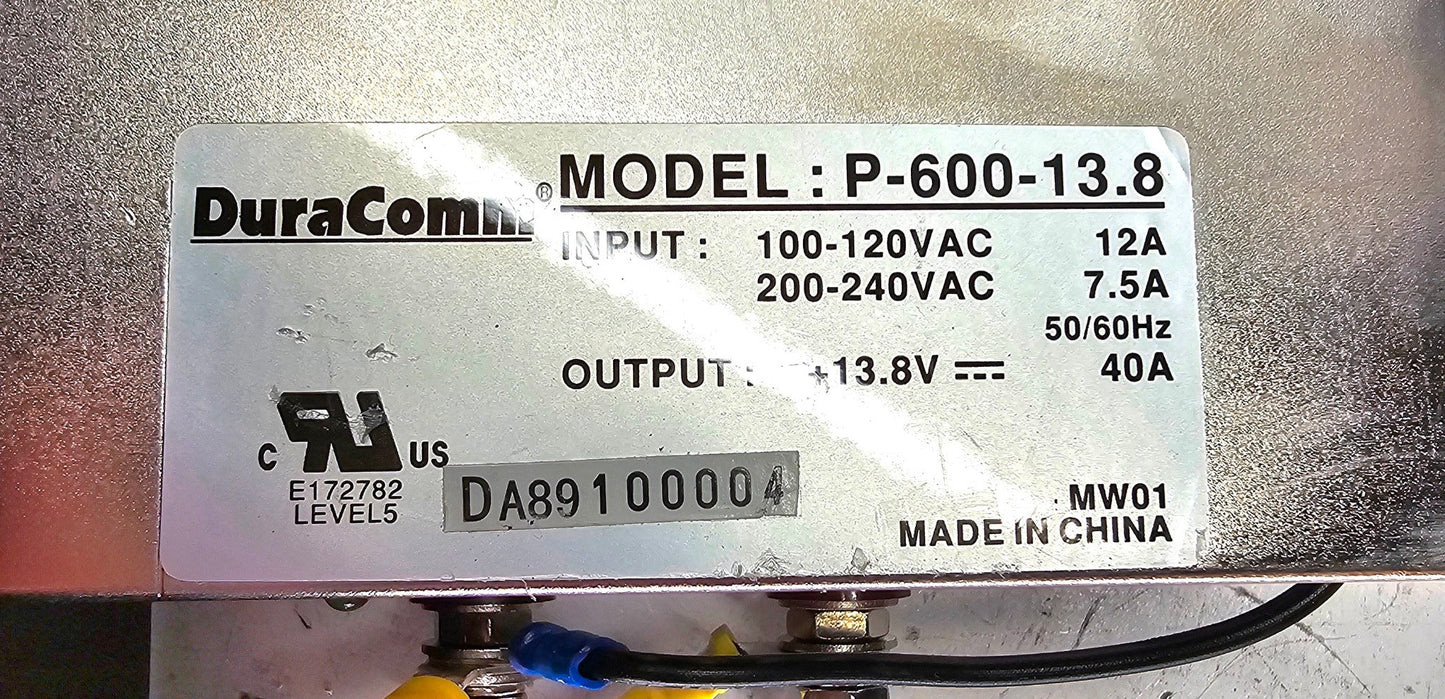 DuraComm®
MODEL : P-600-13.8
INPUT : 100-120VAC 12A
200-240VAC 7.5A
50/60Hz
OUTPUT : +13.8V 40A
C RU US
E172782
LEVEL5
DA89100004
MW01
MADE IN CHINA